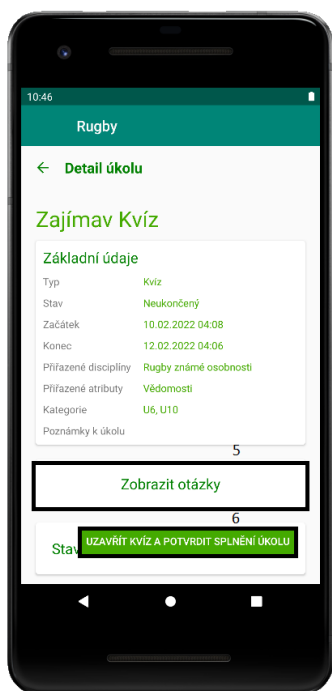 10:46
Rugby
← Detail úkolu
Zajímav Kvíz
Základní údaje
Typ Kvíz
Stav Neukončený
Začátek 10.02.2022 04:08
Konec 12.02.2022 04:06
Přiřazené disciplíny Rugby známé osobnosti
Přiřazené atributy Vědomosti
Kategorie U6, U10
Poznámky k úkolu
5
Zobrazit otázky
6
Stav UZAVŘÍT KVÍZ A POTVRDIT SPLNĚNÍ ÚKOLU